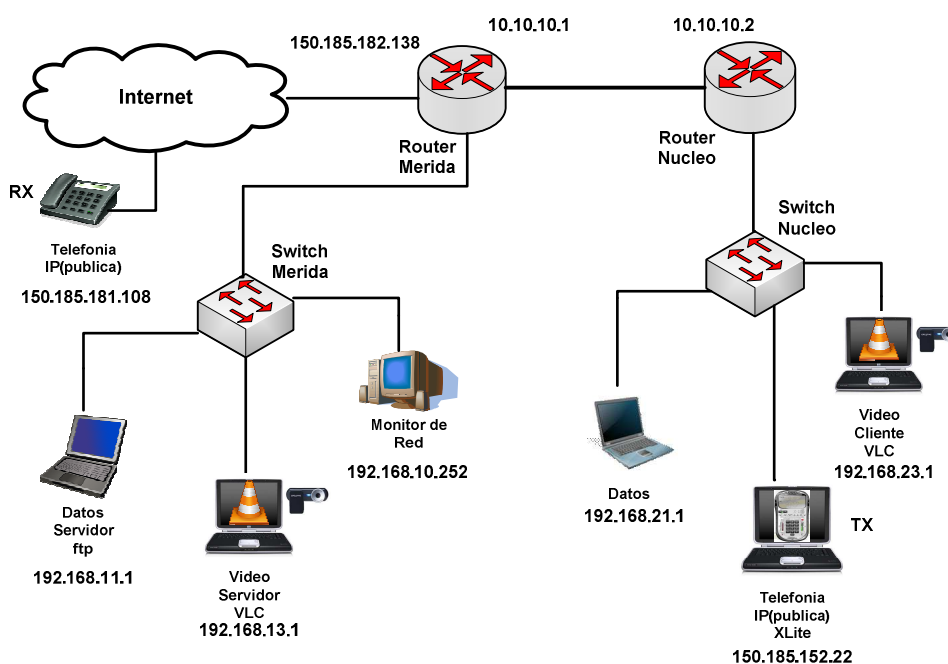 150.185.182.138
10.10.10.1
10.10.10.2
Internet
Router
Merida
Router
Nucleo
RX
Telefonia
IP(publica)
150.185.181.108
Switch
Merida
Switch
Nucleo
Monitor de
Red
192.168.10.252
Datos
Servidor
ftp
192.168.11.1
Video
Servidor
VLC
192.168.13.1
Datos
192.168.21.1
Video
Cliente
VLC
192.168.23.1
TX
Telefonia
IP(publica)
XLite
150.185.152.22